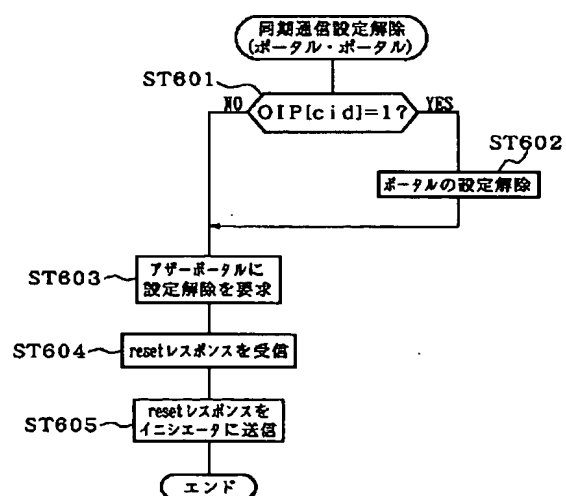 同期通信設定解除
(ポータル・ポータル)
ST601
NO
OIP[cid]=1?
YES
ST602
ポータルの設定解除
ST603
アザーポータルに
設定解除を要求
ST604
resetレスポンスを受信
ST605
resetレスポンスを
イニシエータに送信
エンド